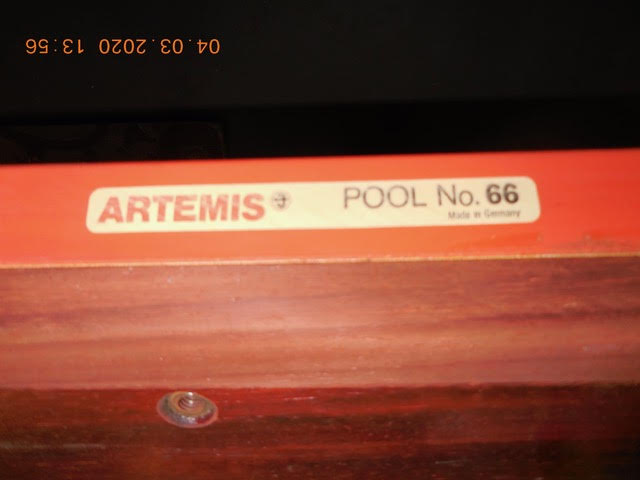 04.03.2020 13:56
ARTEMIS POOL No. 66
Made in Germany